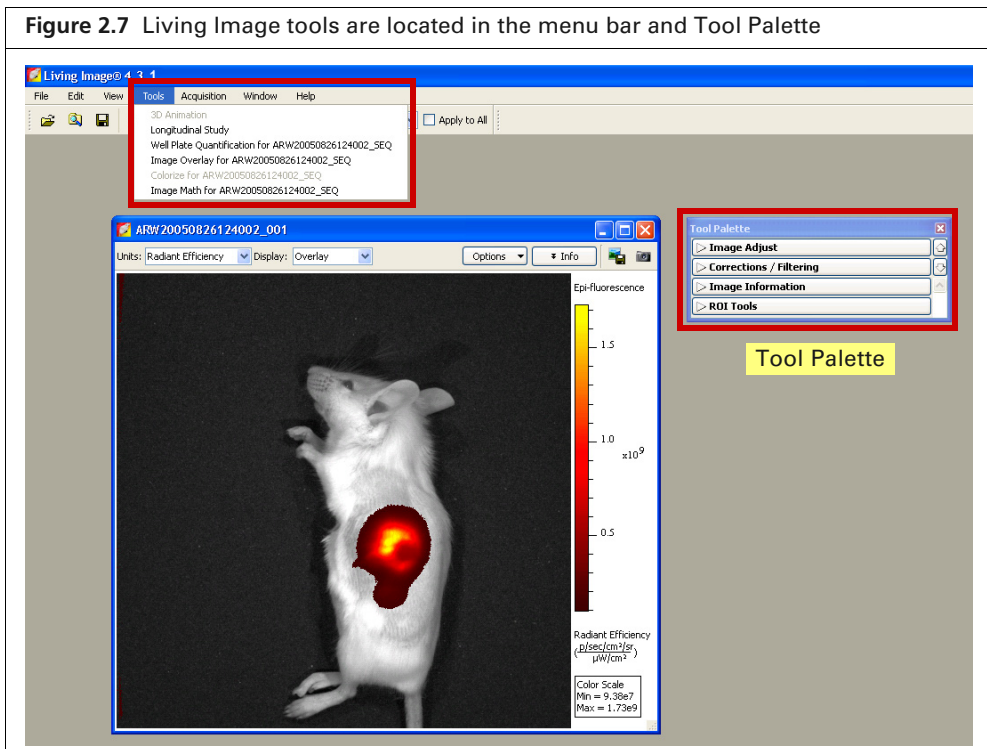 Figure 2.7 Living Image tools are located in the menu bar and Tool Palette
Living Image® 4.3.1
File Edit View Tools Acquisition Window Help
Apply to All
3D Animation
Longitudinal Study
Well Plate Quantification for ARW20050826124002_SEQ
Image Overlay for ARW20050826124002_SEQ
Colorize for ARW20050826124002_SEQ
Image Math for ARW20050826124002_SEQ
ARW20050826124002_001
Units: Radiant Efficiency Display: Overlay Options Info
Epi-fluorescence
1.5
1.0
x10⁹
0.5
Radiant Efficiency
(p/sec/cm²/sr
µW/cm²)
Color Scale
Min = 9.38e7
Max = 1.73e9
Tool Palette
Image Adjust
Corrections / Filtering
Image Information
ROI Tools
Tool Palette